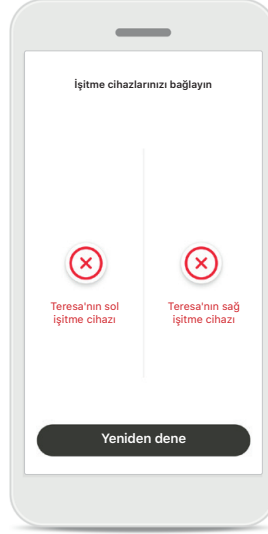 İşitme cihazlarınızı bağlayın
Teresa'nın sol
işitme cihazı
Teresa'nın sağ
işitme cihazı
Yeniden dene